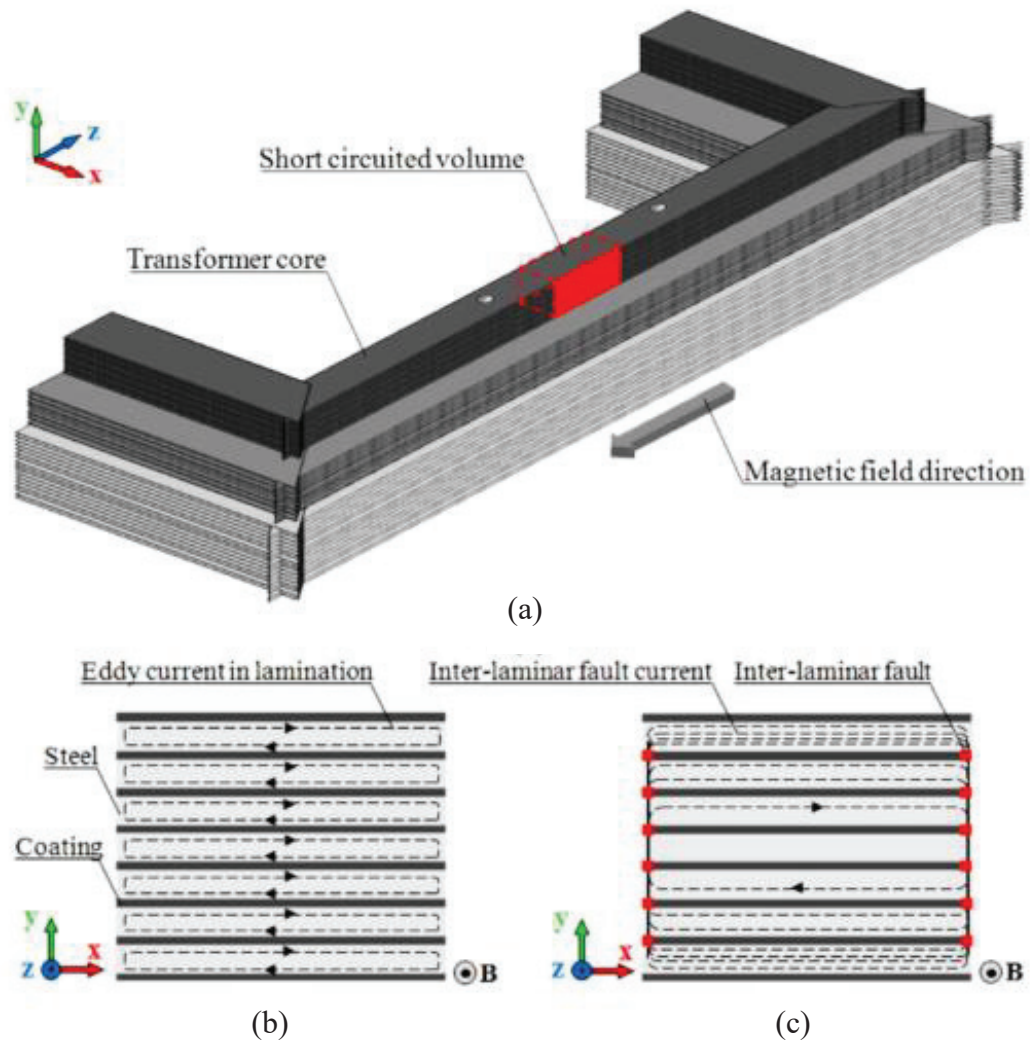 y
z
x
Short circuited volume
Transformer core
Magnetic field direction
(a)
Eddy current in lamination
Inter-laminar fault current
Inter-laminar fault
Steel
Coating
y
x
z
B
y
x
z
B
(b)
(c)